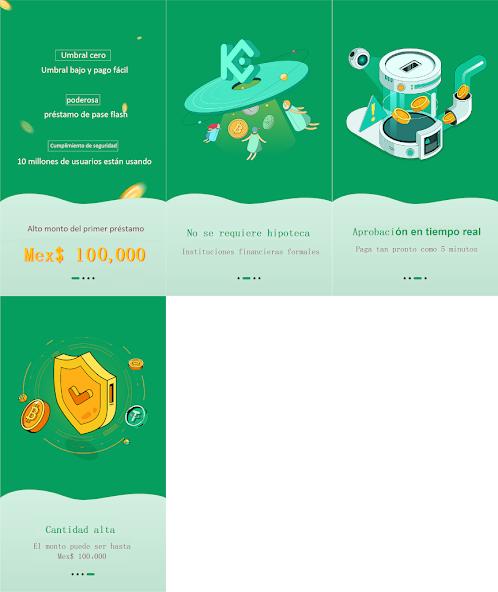 Umbral cero
Umbral bajo y pago fácil
poderosa
préstamo de pase flash
Cumplimiento de seguridad
10 millones de usuarios están usando
Alto monto del primer préstamo
Mex$ 100,000
No se requiere hipoteca
Instituciones financieras formales
Aprobación en tiempo real
Paga tan pronto como 5 minutos
Cantidad alta
El monto puede ser hasta
Mex$ 100,000